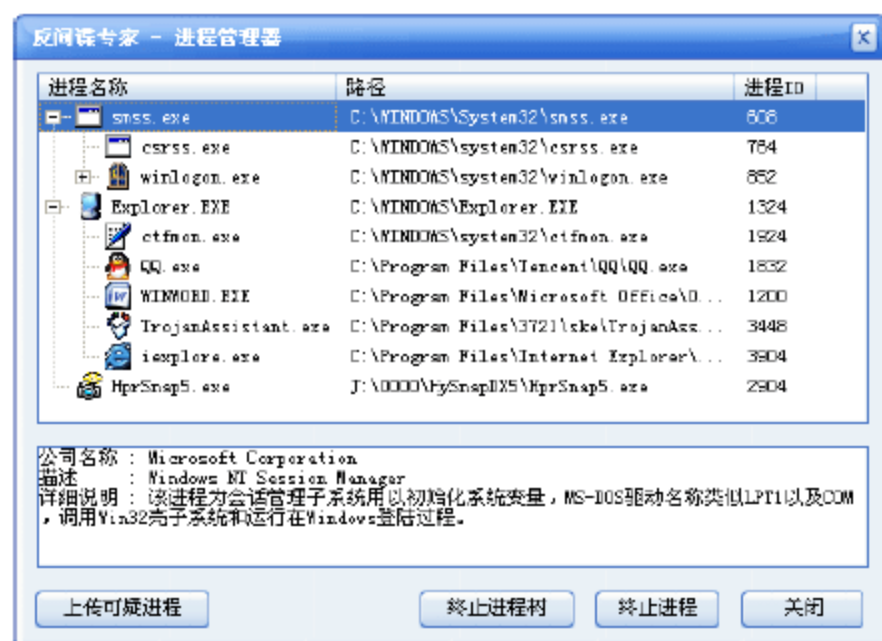 反间谍专家 - 进程管理器
进程名称 路径 进程ID
smss.exe C:\WINDOWS\System32\smss.exe 608
csrss.exe C:\WINDOWS\system32\csrss.exe 784
winlogon.exe C:\WINDOWS\system32\winlogon.exe 852
Explorer.EXE C:\WINDOWS\Explorer.EXE 1324
ctfmon.exe C:\WINDOWS\system32\ctfmon.exe 1924
QQ.exe C:\Program Files\Tencent\QQ\QQ.exe 1832
WINWORD.EXE C:\Program Files\Microsoft Office\O... 1200
TrojanAssistant.exe C:\Program Files\3721\ske\TrojanAss... 3448
iexplore.exe C:\Program Files\Internet Explorer\... 3904
HprSnap5.exe J:\0000\HySnapDX5\HprSnap5.exe 2904
公司名称 : Microsoft Corporation
描述 : Windows NT Session Manager
详细说明 : 该进程为会话管理子系统用以初始化系统变量,MS-DOS驱动名称类似LPT1以及COM
,调用Win32壳子系统和运行在Windows登陆过程。
上传可疑进程 终止进程树 终止进程 关闭